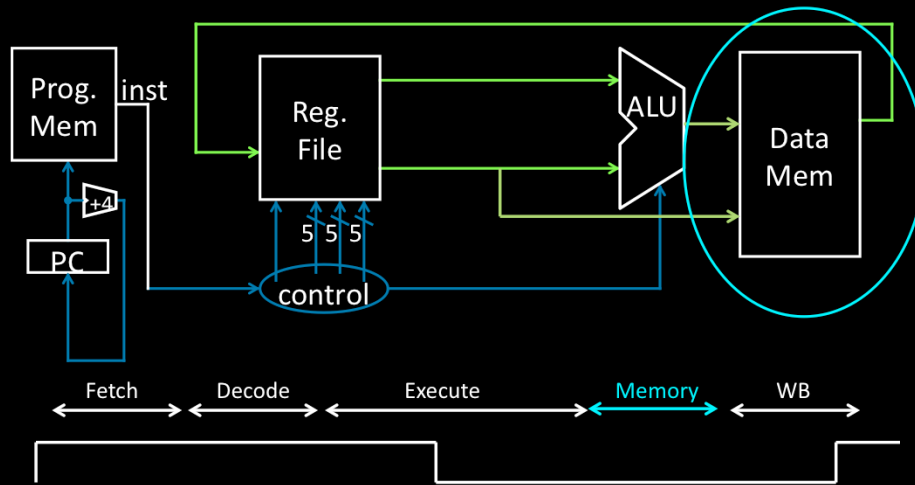 Prog.
Mem
inst
+4
PC
Reg.
File
5 5 5
control
ALU
Data
Mem
Fetch Decode Execute Memory WB